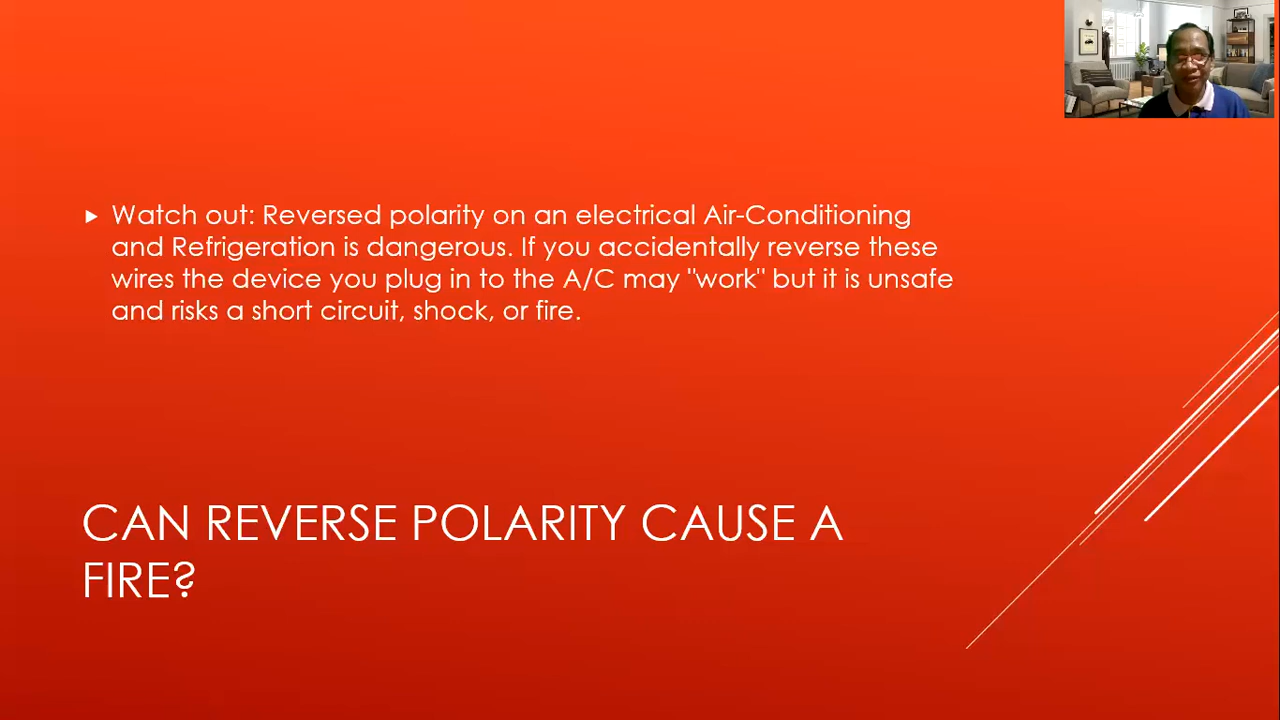 Watch out: Reversed polarity on an electrical Air-Conditioning
and Refrigeration is dangerous. If you accidentally reverse these
wires the device you plug in to the A/C may "work" but it is unsafe
and risks a short circuit, shock, or fire.
CAN REVERSE POLARITY CAUSE A
FIRE?